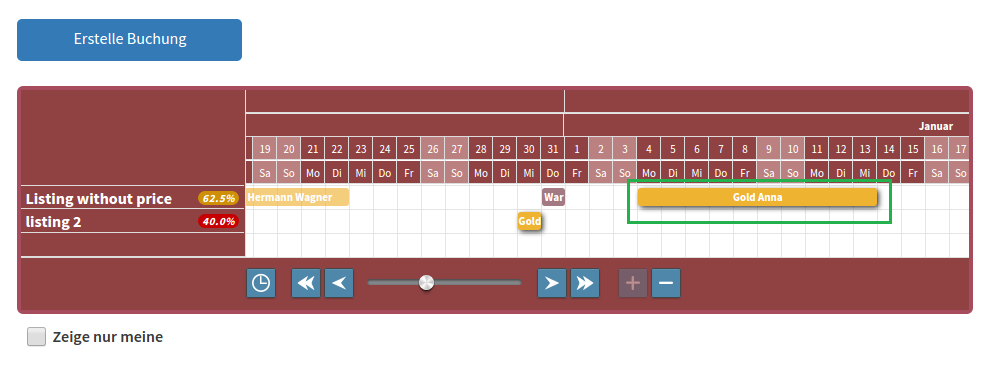 Erstelle Buchung
Januar
19 20 21 22 23 24 25 26 27 28 29 30 31 1 2 3 4 5 6 7 8 9 10 11 12 13 14 15 16 17
Sa So Mo Di Mi Do Fr Sa So Mo Di Mi Do Fr Sa So Mo Di Mi Do Fr Sa So Mo Di Mi Do Fr Sa So
Listing without price 62.5% Hermann Wagner War Gold Anna
listing 2 40.0% Gold
Zeige nur meine